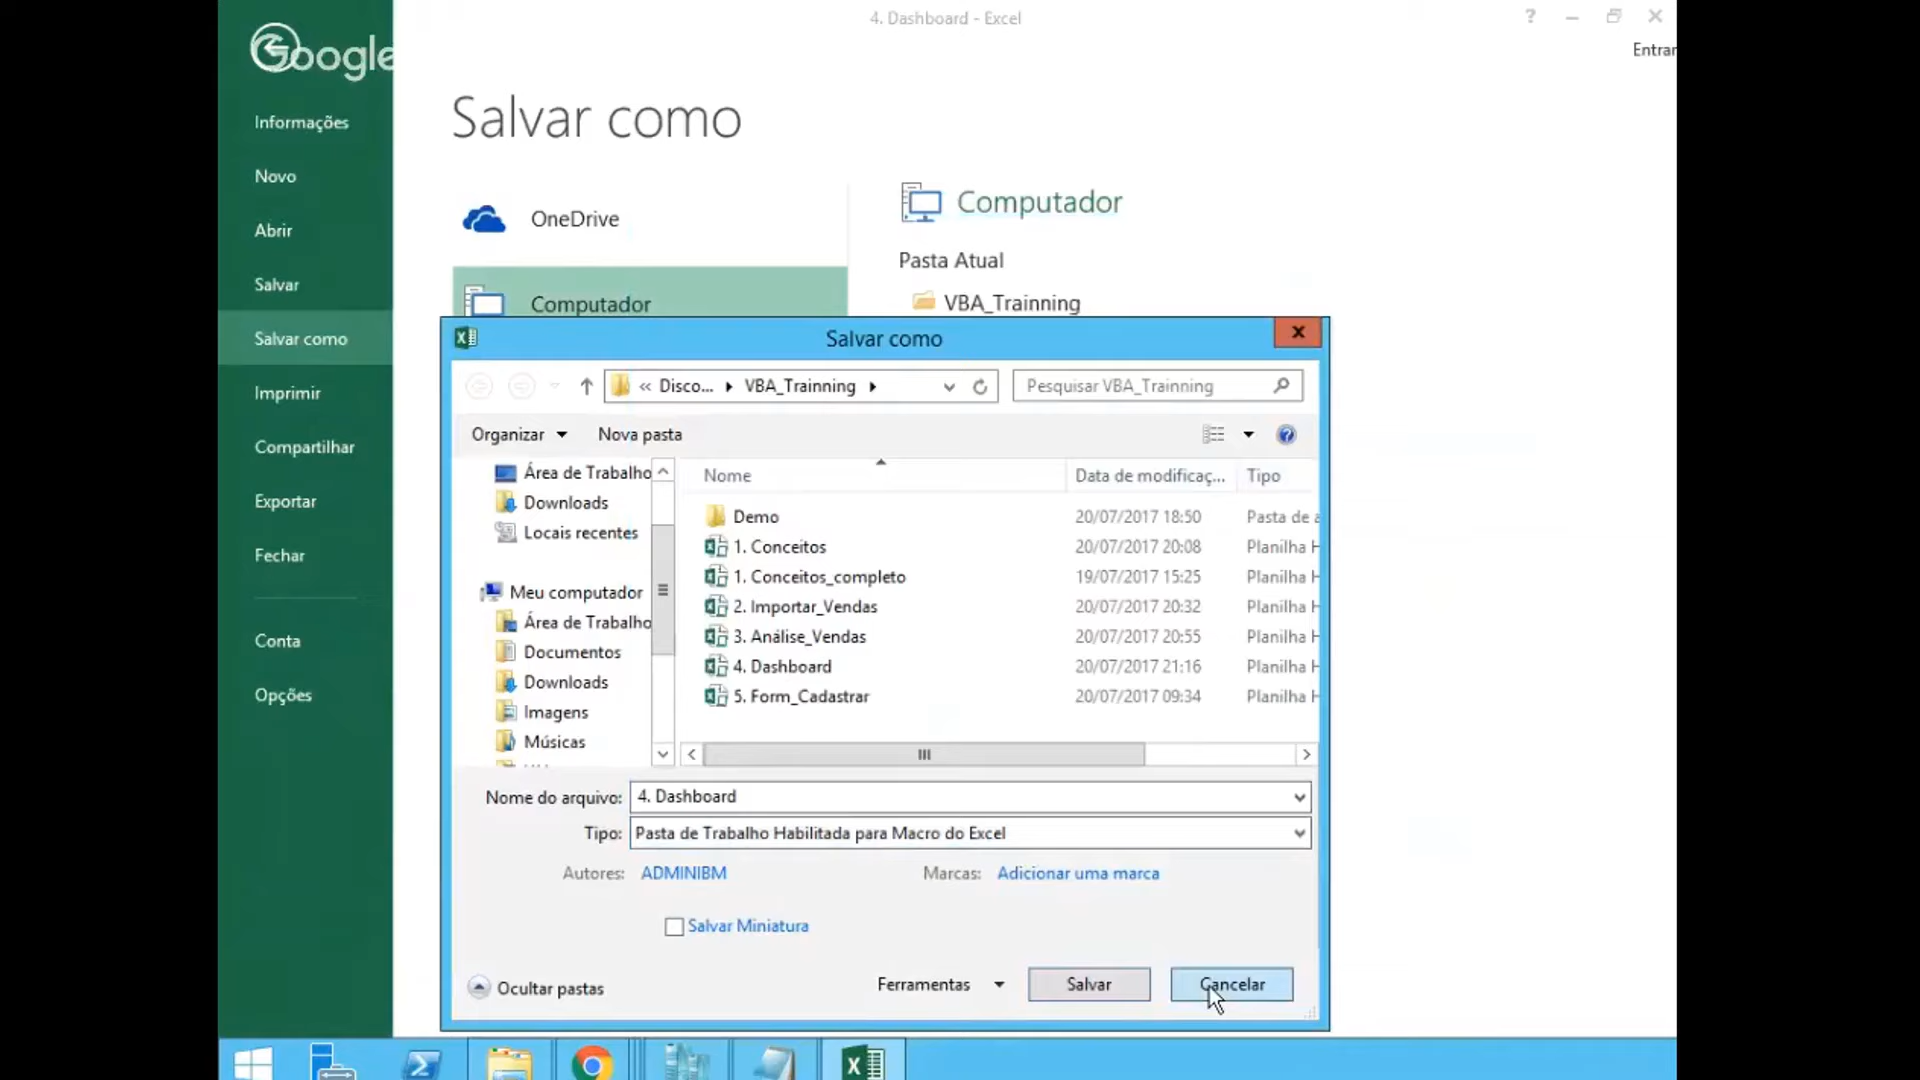 4. Dashboard - Excel
?
Entrar
Google
Informações
Novo
Abrir
Salvar
Salvar como
Imprimir
Compartilhar
Exportar
Fechar
Conta
Opções
Salvar como
OneDrive
Computador
Computador
Pasta Atual
VBA_Trainning
Salvar como
« Disco... VBA_Trainning
Pesquisar VBA_Trainning
Organizar
Nova pasta
Área de Trabalho
Downloads
Locais recentes
Meu computador
Área de Trabalho
Documentos
Downloads
Imagens
Músicas
Nome Data de modificaç... Tipo
Demo 20/07/2017 18:50 Pasta de a
1. Conceitos 20/07/2017 20:08 Planilha H
1. Conceitos_completo 19/07/2017 15:25 Planilha H
2. Importar_Vendas 20/07/2017 20:32 Planilha H
3. Análise_Vendas 20/07/2017 20:55 Planilha H
4. Dashboard 20/07/2017 21:16 Planilha H
5. Form_Cadastrar 20/07/2017 09:34 Planilha H
Nome do arquivo: 4. Dashboard
Tipo: Pasta de Trabalho Habilitada para Macro do Excel
Autores: ADMINIBM
Marcas: Adicionar uma marca
Salvar Miniatura
Ocultar pastas
Ferramentas
Salvar
Cancelar